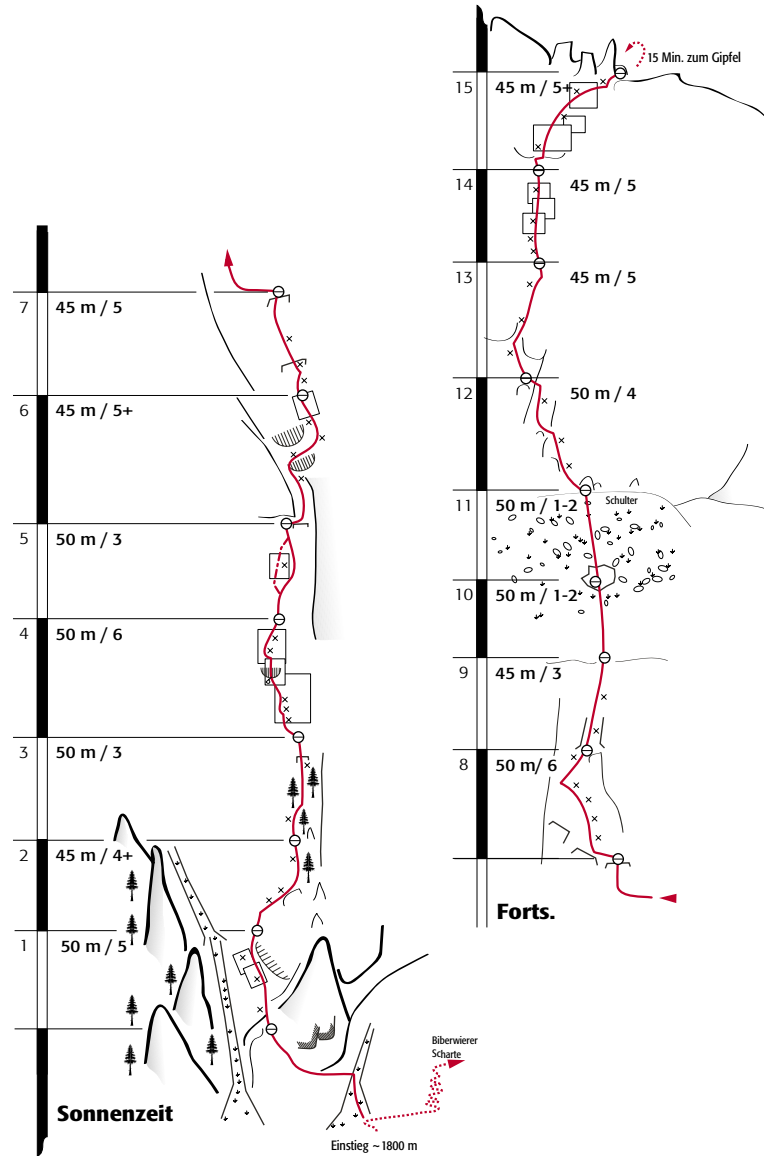 15 Min. zum Gipfel
15 45 m / 5+
14 45 m / 5
13 45 m / 5
12 50 m / 4
11 50 m / 1-2
Schulter
10 50 m / 1-2
9 45 m / 3
8 50 m/ 6
Forts.
7 45 m / 5
6 45 m / 5+
5 50 m / 3
4 50 m / 6
3 50 m / 3
2 45 m / 4+
1 50 m / 5
Sonnenzeit
Biberwierer
Scharte
Einstieg ~1800 m